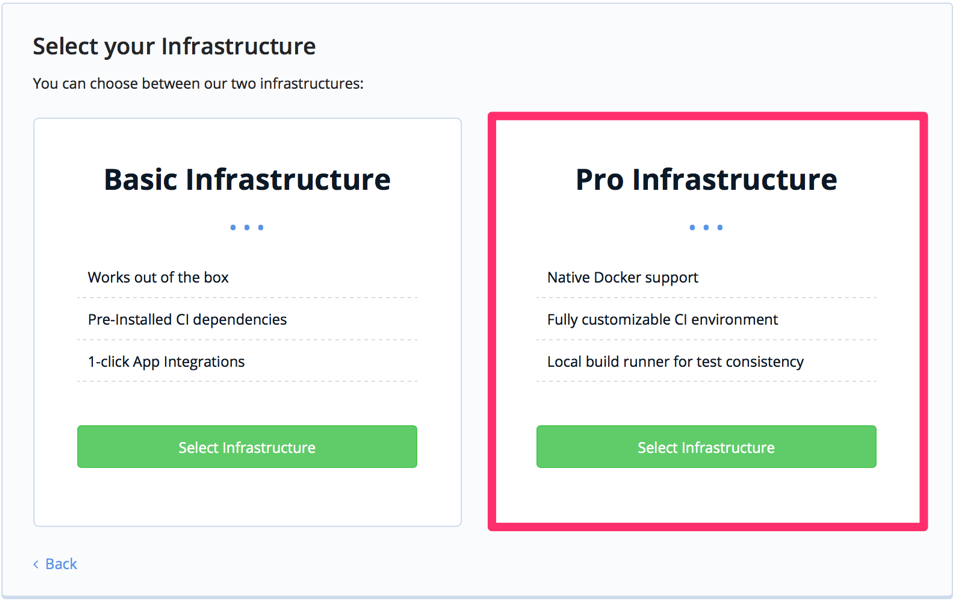 Select your Infrastructure
You can choose between our two infrastructures:
Basic Infrastructure
Works out of the box
Pre-Installed CI dependencies
1-click App Integrations
Select Infrastructure
Pro Infrastructure
Native Docker support
Fully customizable CI environment
Local build runner for test consistency
Select Infrastructure
‹ Back